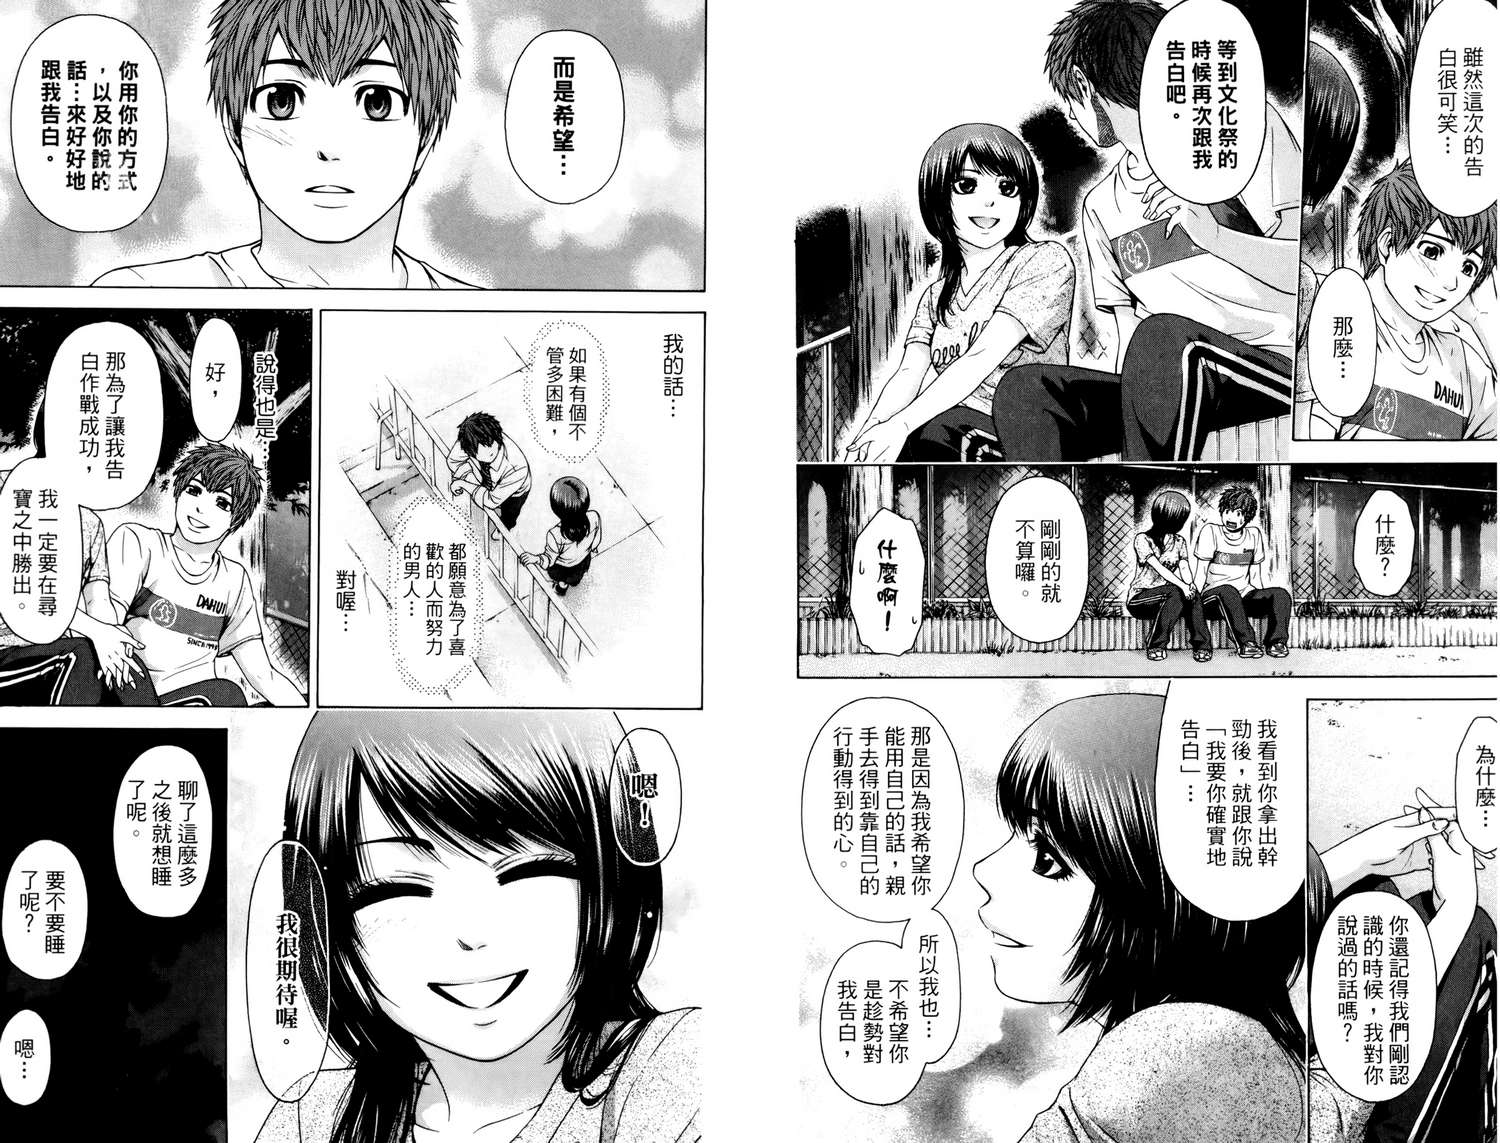 雖然這次的告
白很可笑…
那麼…
DAHUI
等到文化祭的
時候再次跟我
告白吧。
什麼?
剛剛的就
不算囉。
什麼啊!
為什麼…
你還記得我們剛認
識的時候,我對你
說過的話嗎?
我看到你拿出幹
勁後,就跟你說
「我要你確實地
告白」…
那是因為我希望你
能用自己的話,親
手去得到靠自己的
行動得到的心。
所以我也…
不希望你
是趁勢對
我告白,
而是希望…
你用你的方式
,以及你說的
話…來好好地
跟我告白。
我的話…
如果有個不
管多困難,
都願意為了喜
歡的人而努力
的男人…
對喔…
說得也是…
好,
那為了讓我告
白作戰成功,
我一定要在尋
寶之中勝出。
DAHUI
SINCE 1998
嗯!
我很期待喔。
聊了這麼多
之後就想睡
了呢。
要不要睡
了呢?
嗯…